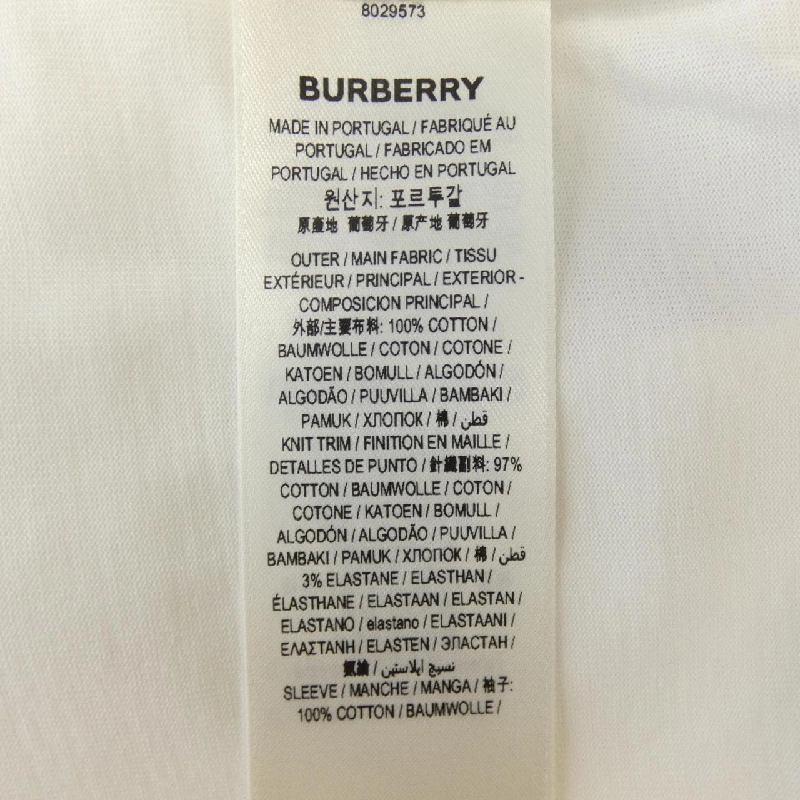 8029573
BURBERRY
MADE IN PORTUGAL / FABRIQUÉ AU
PORTUGAL / FABRICADO EM
PORTUGAL / HECHO EN PORTUGAL
원산지: 포르투갈
原產地 葡萄牙 / 原产地 葡萄牙
OUTER / MAIN FABRIC / TISSU
EXTÉRIEUR / PRINCIPAL / EXTERIOR -
COMPOSICION PRINCIPAL /
外部/主要布料: 100% COTTON /
BAUMWOLLE / COTON / COTONE /
KATOEN / BOMULL / ALGODÓN /
ALGODÃO / PUUVILLA / BAMBAKI /
PAMUK / ХЛОПОК / 棉 / قطن
KNIT TRIM / FINITION EN MAILLE /
DETALLES DE PUNTO / 針織副料: 97%
COTTON / BAUMWOLLE / COTON /
COTONE / KATOEN / BOMULL /
ALGODÓN / ALGODÃO / PUUVILLA /
BAMBAKI / PAMUK / ХЛОПОК / 棉 / قطن
3% ELASTANE / ELASTHAN /
ÉLASTHANE / ELASTAAN / ELASTAN /
ELASTANO / elastano / ELASTAANI /
ΕΛΑΣΤΑΝΗ / ELASTEN / ЭЛАСТАН /
氨綸 / نسيج ايلاستين
SLEEVE / MANCHE / MANGA / 袖子:
100% COTTON / BAUMWOLLE /